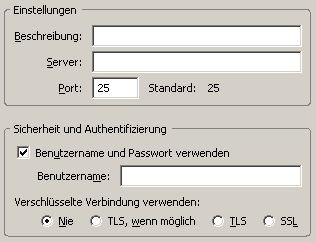 Einstellungen
Beschreibung:
Server:
Port: 25 Standard: 25
Sicherheit und Authentifizierung
Benutzername und Passwort verwenden
Benutzername:
Verschlüsselte Verbindung verwenden:
Nie TLS, wenn möglich TLS SSL